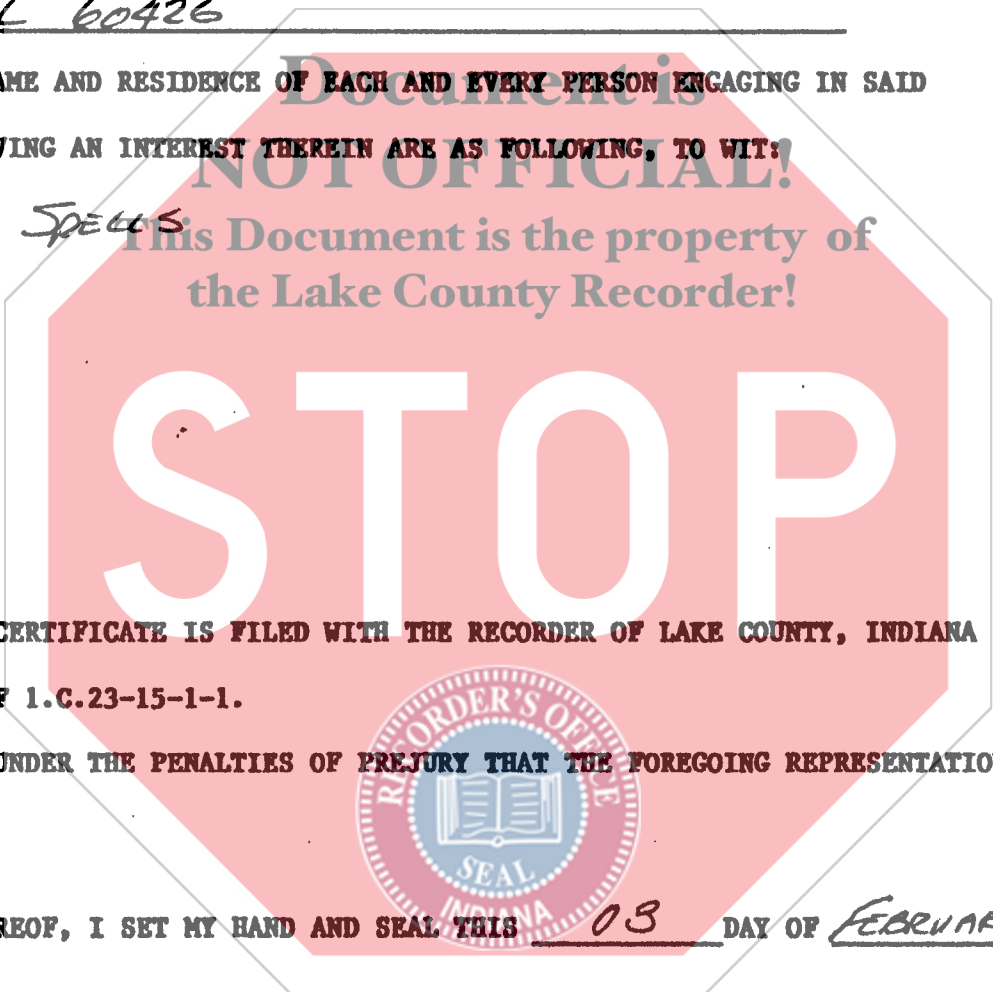 L 60426
AME AND RESIDENCE OF EACH AND EVERY PERSON ENGAGING IN SAID
Document is
VING AN INTEREST THEREIN ARE AS FOLLOWING, TO WIT:
NOT OFFICIAL!
SPELLS
This Document is the property of
the Lake County Recorder!
STOP
CERTIFICATE IS FILED WITH THE RECORDER OF LAKE COUNTY, INDIANA
F 1.C.23-15-1-1.
RECORDER'S OFFICE
UNDER THE PENALTIES OF PREJURY THAT THE FOREGOING REPRESENTATIO
SEAL
INDIANA
REOF, I SET MY HAND AND SEAL THIS 03 DAY OF FEBRUAR